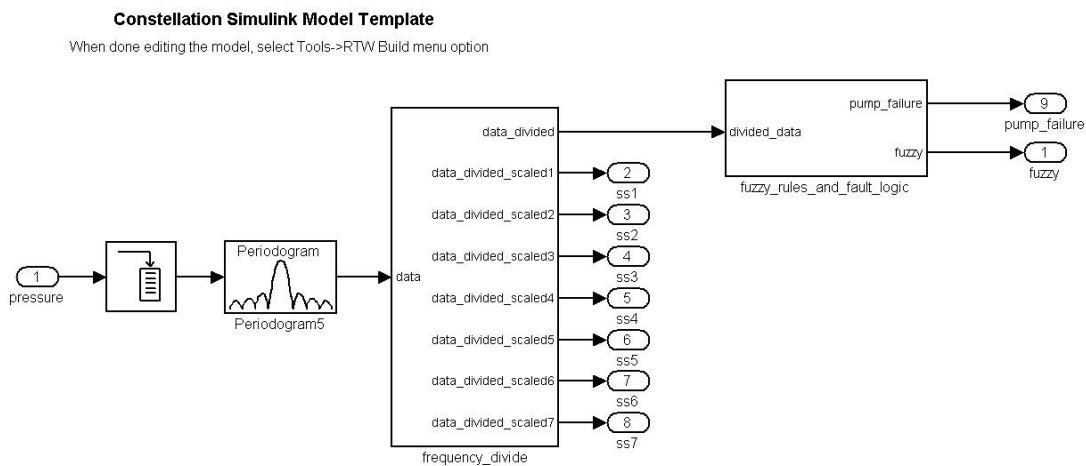 Constellation Simulink Model Template
When done editing the model, select Tools->RTW Build menu option
1
pressure
Periodogram
Periodogram5
data
data_divided
data_divided_scaled1
data_divided_scaled2
data_divided_scaled3
data_divided_scaled4
data_divided_scaled5
data_divided_scaled6
data_divided_scaled7
frequency_divide
2
ss1
3
ss2
4
ss3
5
ss4
6
ss5
7
ss6
8
ss7
divided_data
pump_failure
fuzzy
fuzzy_rules_and_fault_logic
9
pump_failure
1
fuzzy